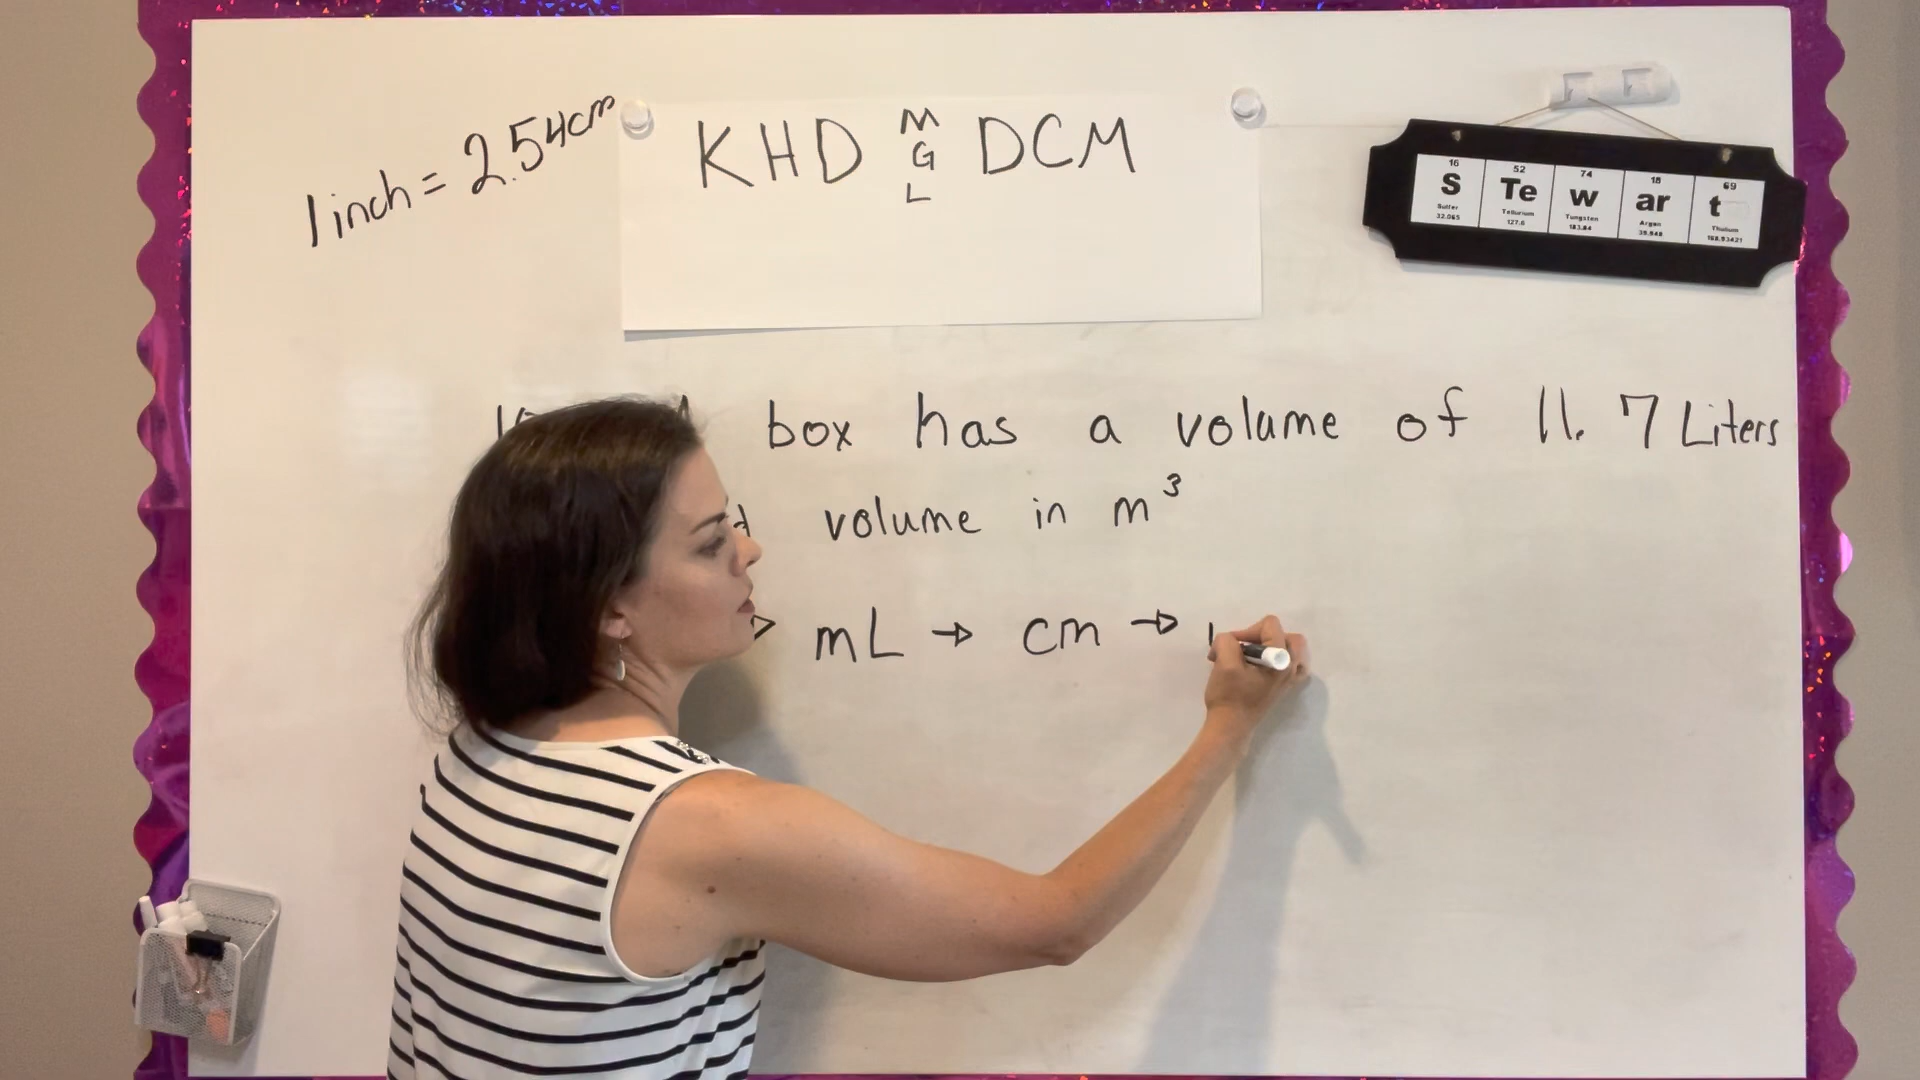 1 inch = 2.54cm
KHD M DCM
G
L
16 52 74 18 69
S Te W ar t
Sulfer Tellurium Tungsten Argon Thulium
32.065 127.6 183.84 39.948 168.93421
box has a volume of 11.7 Liters
volume in m³
mL → cm →